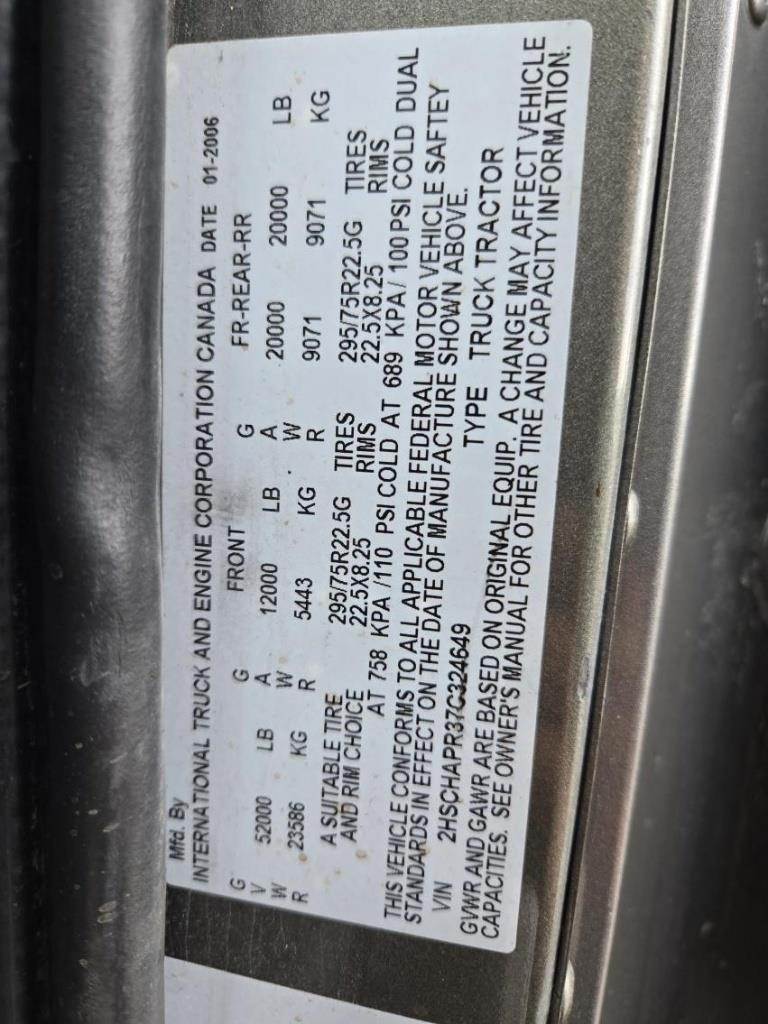 Mfd. By
INTERNATIONAL TRUCK AND ENGINE CORPORATION CANADA DATE 01-2006
G FRONT G FR-REAR-RR
V 52000 LB A 12000 LB A 20000 20000 LB
W 23586 KG W 5443 KG W 9071 9071 KG
R R R
A SUITABLE TIRE 295/75R22.5G TIRES 295/75R22.5G TIRES
AND RIM CHOICE 22.5X8.25 RIMS 22.5X8.25 RIMS
AT 758 KPA /110 PSI COLD AT 689 KPA/ 100 PSI COLD DUAL
THIS VEHICLE CONFORMS TO ALL APPLICABLE FEDERAL MOTOR VEHICLE SAFTEY
STANDARDS IN EFFECT ON THE DATE OF MANUFACTURE SHOWN ABOVE.
VIN 2HSCHAPR37C324649 TYPE TRUCK TRACTOR
GVWR AND GAWR ARE BASED ON ORIGINAL EQUIP. A CHANGE MAY AFFECT VEHICLE
CAPACITIES. SEE OWNER'S MANUAL FOR OTHER TIRE AND CAPACITY INFORMATION.